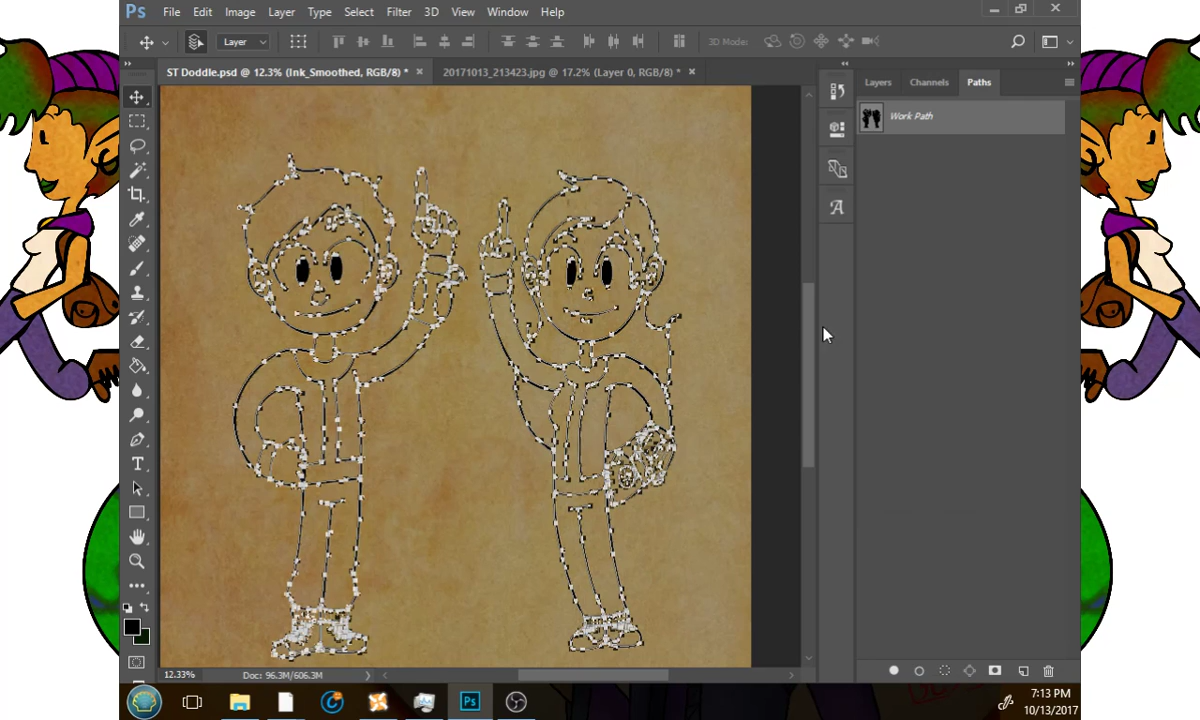 Ps File Edit Image Layer Type Select Filter 3D View Window Help
Layer 3D Mode:
ST Doddle.psd @ 12.3% (Ink_Smoothed, RGB/8) * × 20171013_213423.jpg @ 17.2% (Layer 0, RGB/8) * ×
Layers Channels Paths
Work Path
12.33% Doc: 96.3M/606.3M
Ps
7:13 PM
10/13/2017